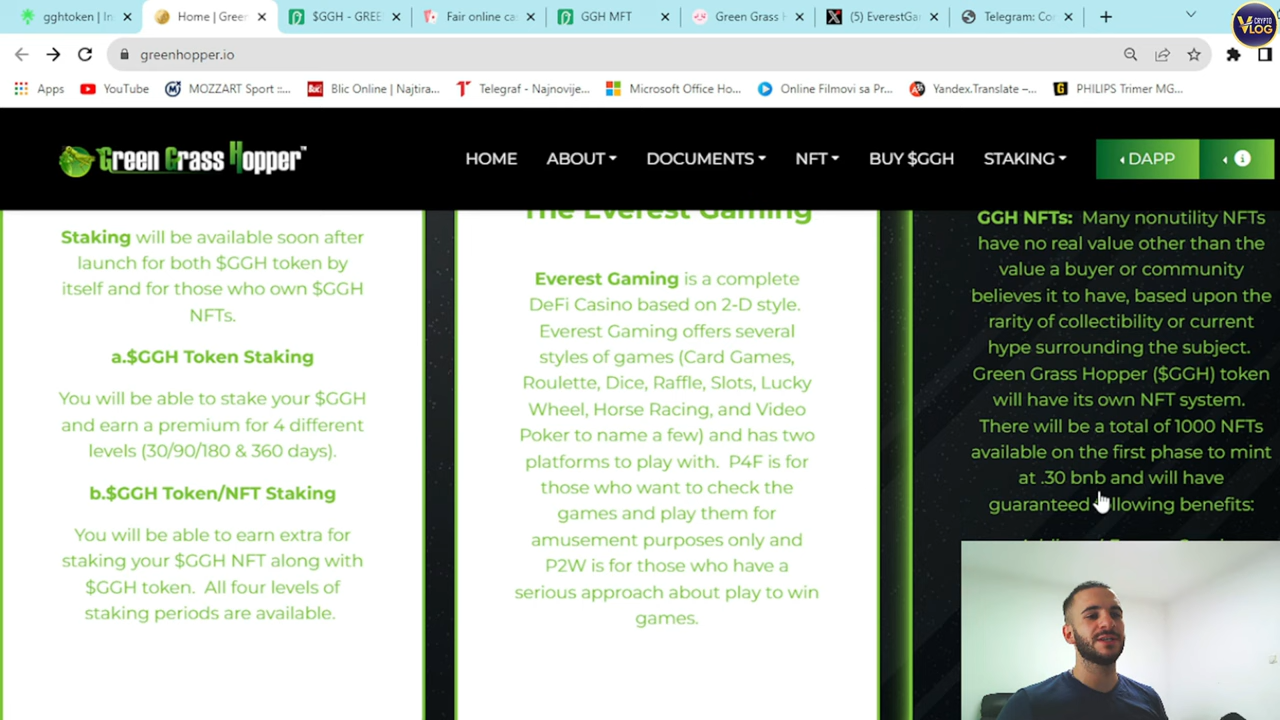 gghtoken | In
Home | Green
$GGH - GREE
Fair online ca
GGH MFT
Green Grass H
(5) EverestGa
Telegram: Co
CRYPTO
VLOG
greenhopper.io
Apps
YouTube
MOZZART Sport ::...
Blic Online | Najtira...
Telegraf - Najnovije...
Microsoft Office Ho...
Online Filmovi sa Pr...
Yandex.Translate –...
PHILIPS Trimer MG...
Green Grass Hopper™
HOME
ABOUT
DOCUMENTS
NFT
BUY $GGH
STAKING
DAPP
Staking will be available soon after
launch for both $GGH token by
itself and for those who own $GGH
NFTs.
a.$GGH Token Staking
You will be able to stake your $GGH
and earn a premium for 4 different
levels (30/90/180 & 360 days).
b.$GGH Token/NFT Staking
You will be able to earn extra for
staking your $GGH NFT along with
$GGH token. All four levels of
staking periods are available.
The Everest Gaming
Everest Gaming is a complete
DeFi Casino based on 2-D style.
Everest Gaming offers several
styles of games (Card Games,
Roulette, Dice, Raffle, Slots, Lucky
Wheel, Horse Racing, and Video
Poker to name a few) and has two
platforms to play with. P4F is for
those who want to check the
games and play them for
amusement purposes only and
P2W is for those who have a
serious approach about play to win
games.
GGH NFTs: Many nonutility NFTs
have no real value other than the
value a buyer or community
believes it to have, based upon the
rarity of collectibility or current
hype surrounding the subject.
Green Grass Hopper ($GGH) token
will have its own NFT system.
There will be a total of 1000 NFTs
available on the first phase to mint
at .30 bnb and will have
guaranteed following benefits: